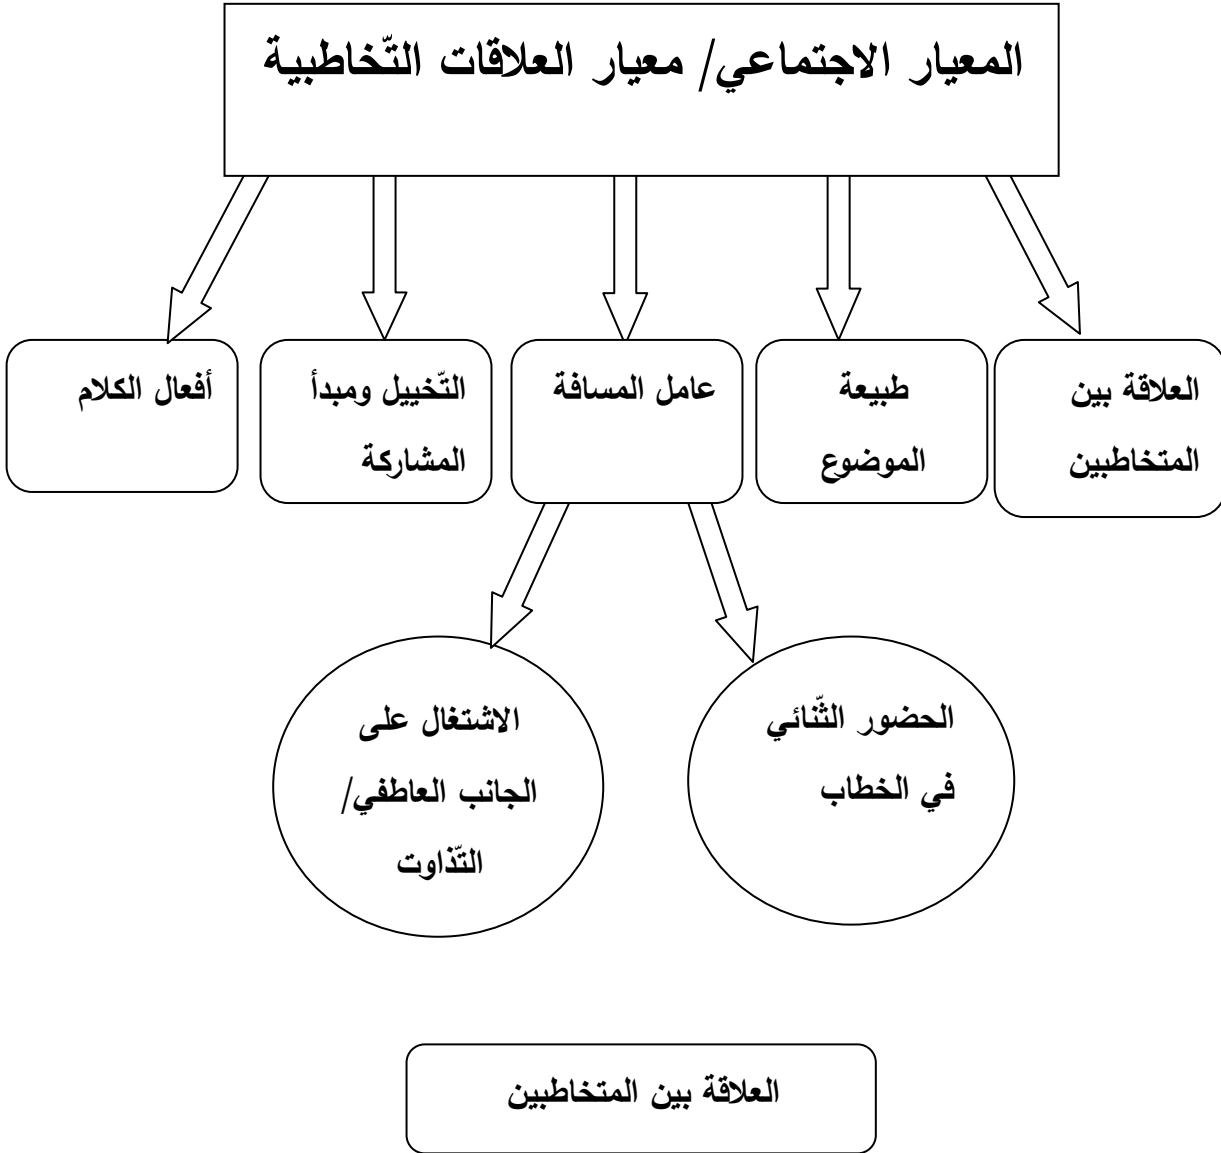 المعيار الاجتماعي/ معيار العلاقات التّخاطبية
العلاقة بين
المتخاطبين
طبيعة
الموضوع
عامل المسافة
التّخييل ومبدأ
المشاركة
أفعال الكلام
الحضور الثّنائي
في الخطاب
الاشتغال على
الجانب العاطفي/
التّذاوت
العلاقة بين المتخاطبين